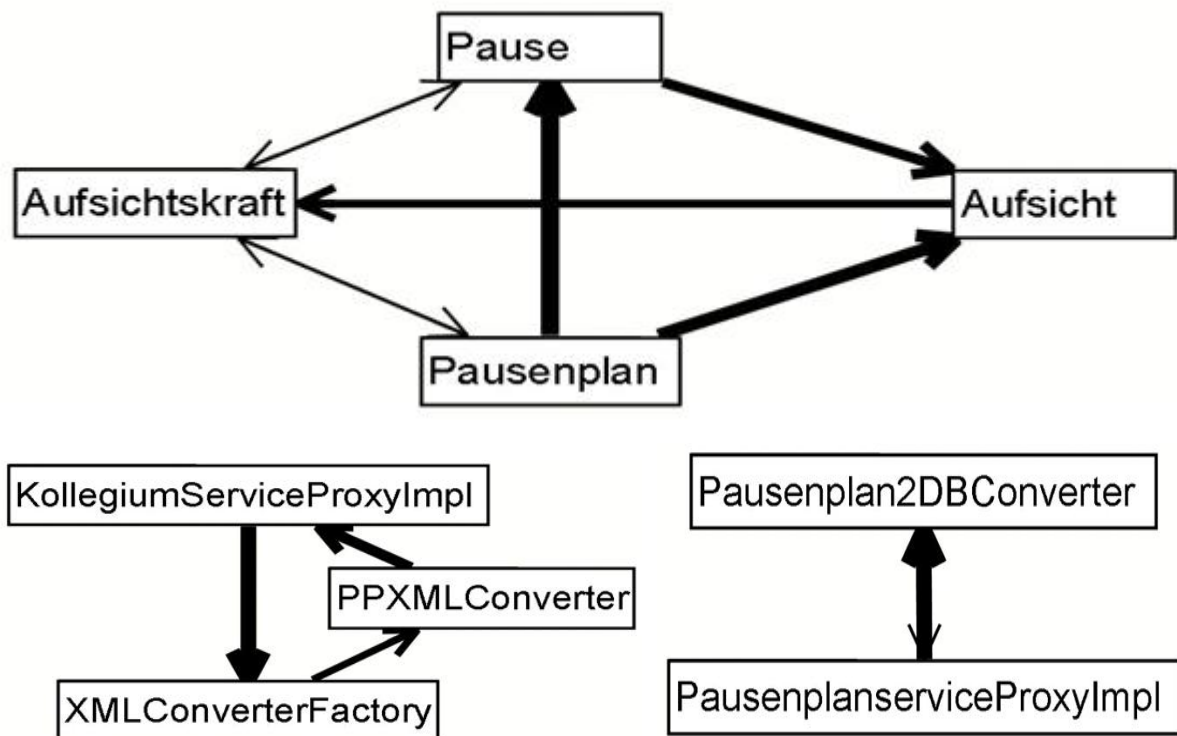 Pause
Aufsichtskraft
Aufsicht
Pausenplan
KollegiumServiceProxyImpl
PPXMLConverter
XMLConverterFactory
Pausenplan2DBConverter
PausenplanserviceProxyImpl